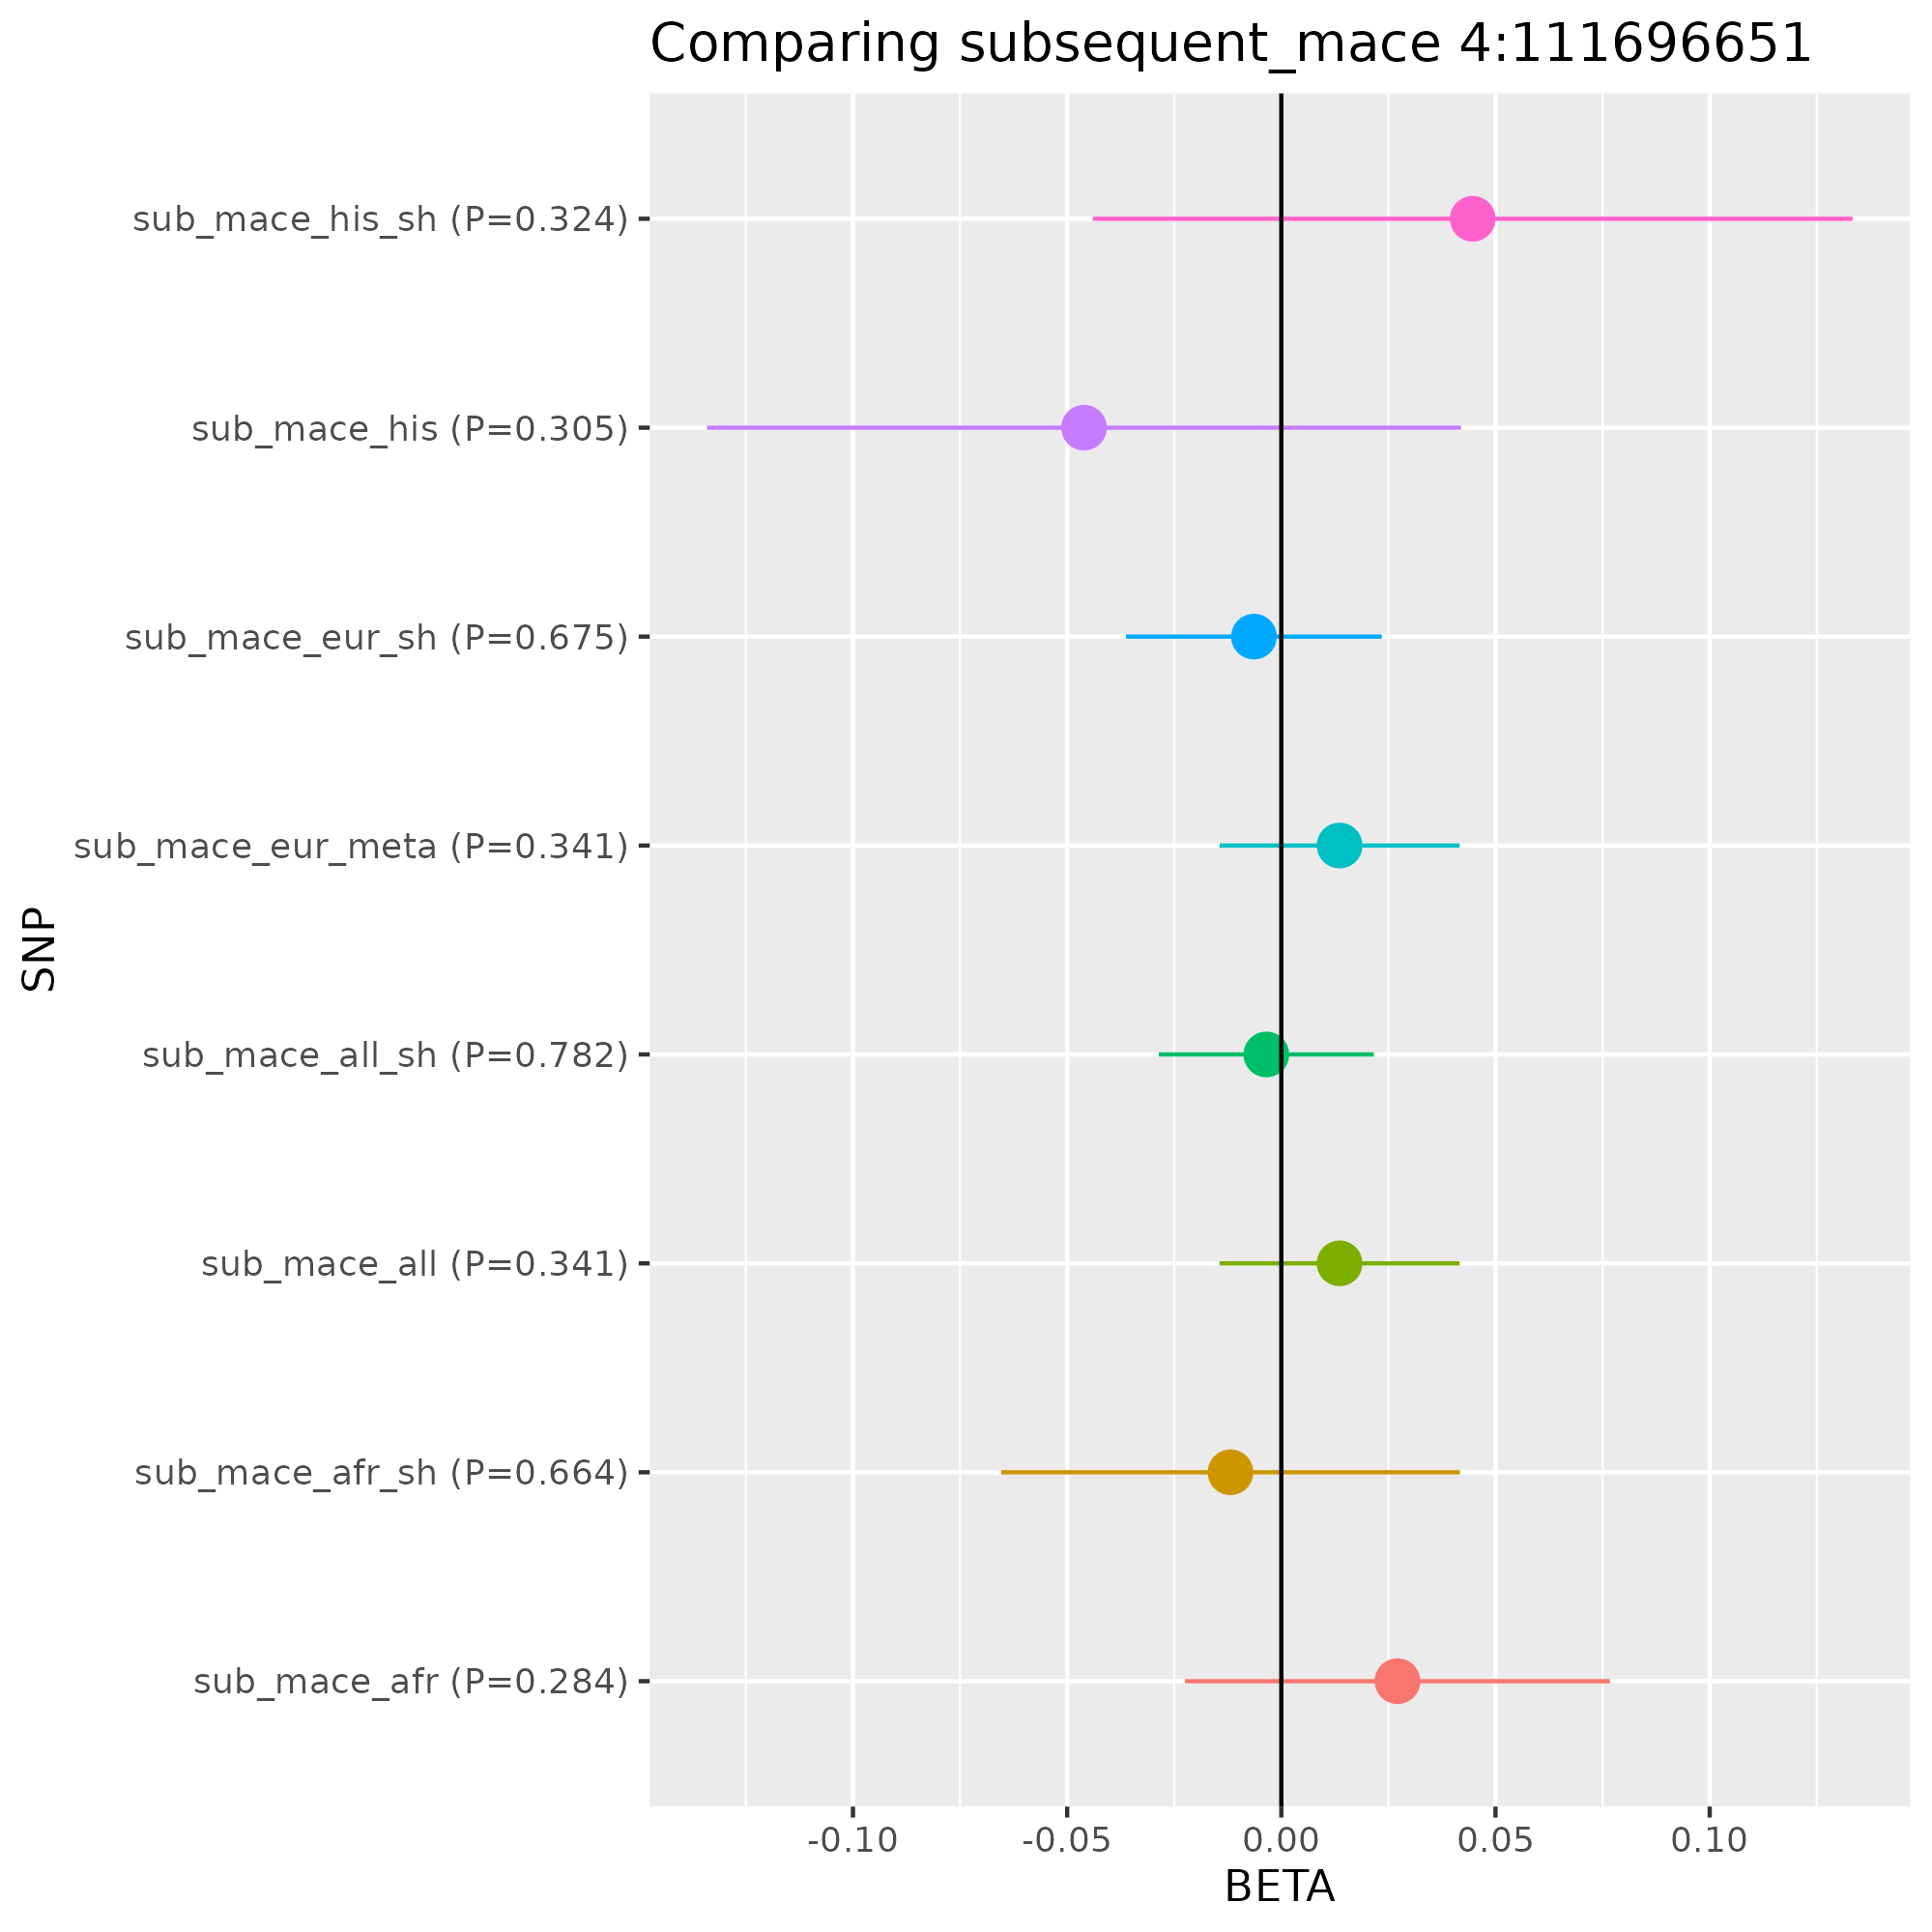 Comparing subsequent_mace 4:111696651
sub_mace_his_sh (P=0.324)
sub_mace_his (P=0.305)
sub_mace_eur_sh (P=0.675)
sub_mace_eur_meta (P=0.341)
sub_mace_all_sh (P=0.782)
sub_mace_all (P=0.341)
sub_mace_afr_sh (P=0.664)
sub_mace_afr (P=0.284)
SNP
-0.10 -0.05 0.00 0.05 0.10
BETA